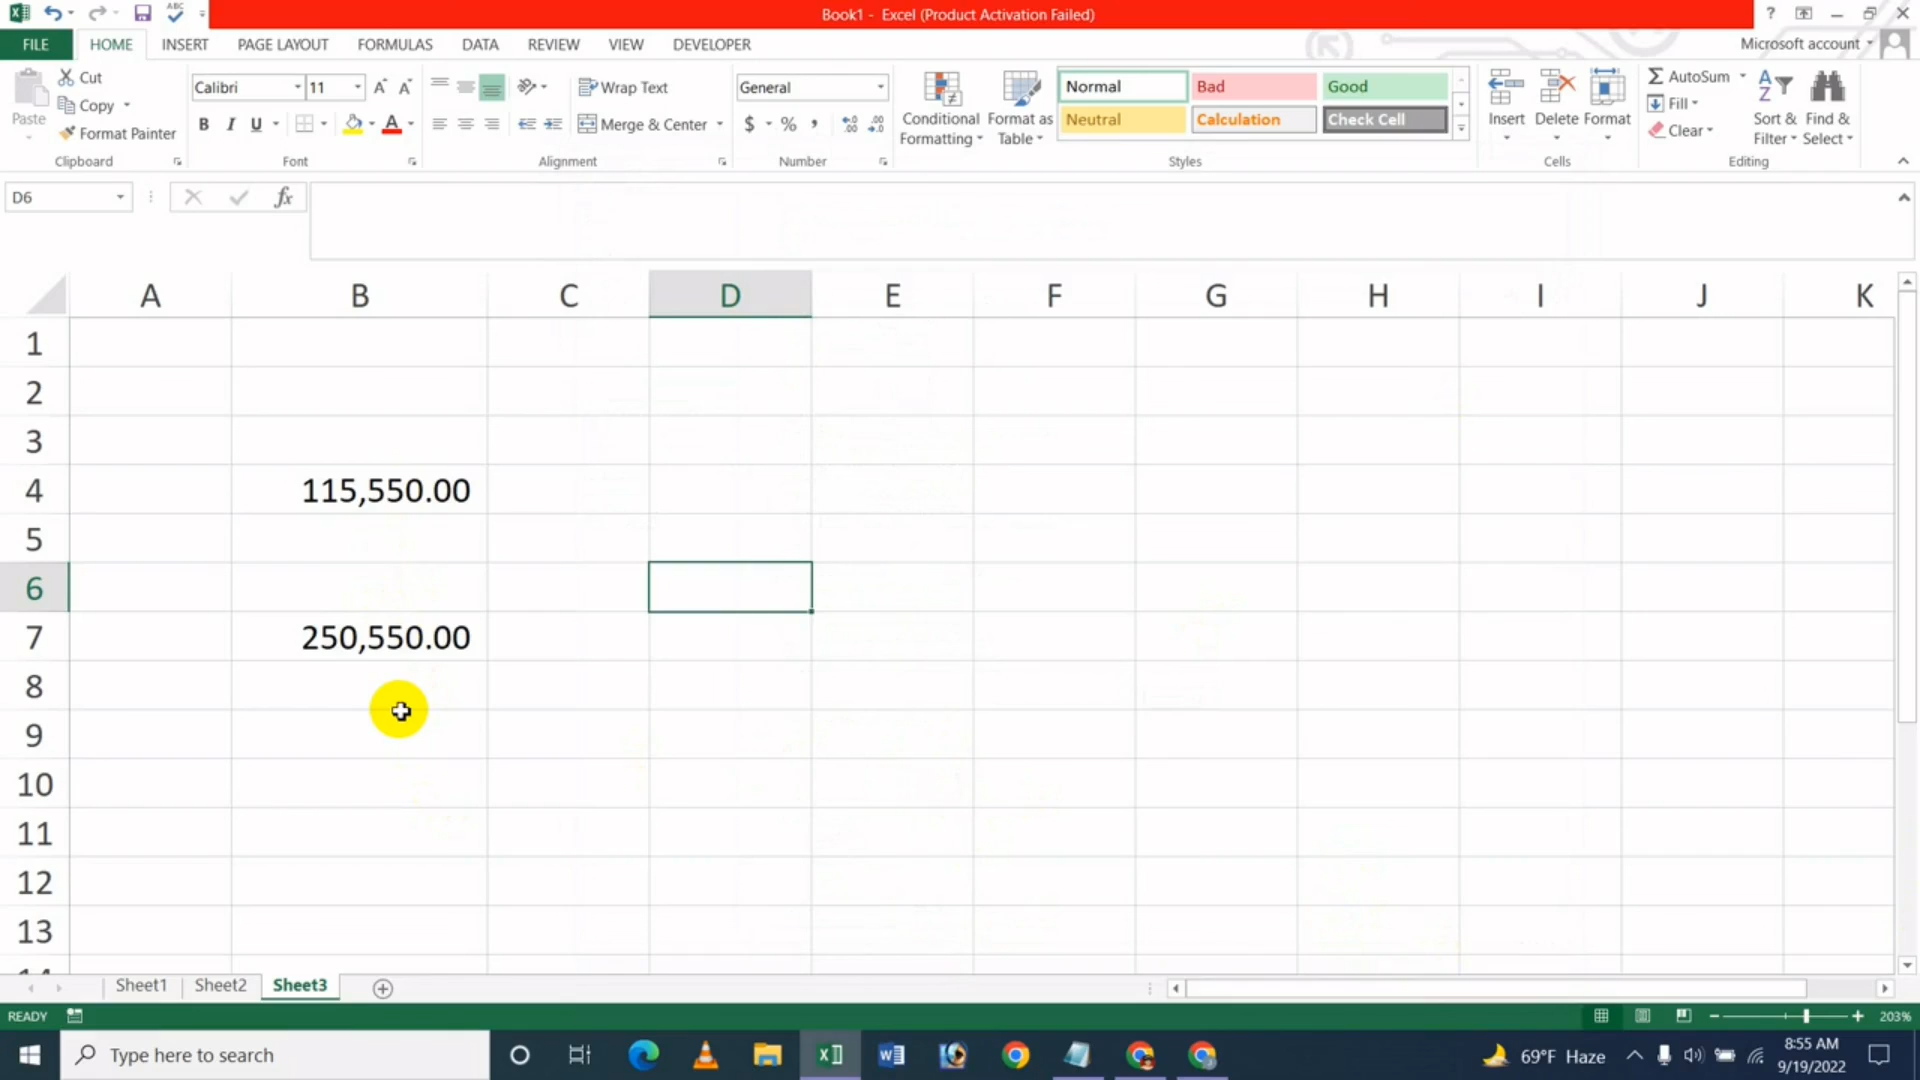 ABC
Book1 - Excel (Product Activation Failed)
?
FILE HOME INSERT PAGE LAYOUT FORMULAS DATA REVIEW VIEW DEVELOPER Microsoft account
Paste
Cut
Copy
Format Painter
Clipboard
Calibri 11 A A
B I U A
Font
Wrap Text
Merge & Center
Alignment
General
$ % ,
Number
Conditional Formatting
Format as Table
Normal Bad Good
Neutral Calculation Check Cell
Styles
Insert Delete Format
Cells
AutoSum
Fill
Clear
Sort & Filter
Find & Select
Editing
D6 fx
A B C D E F G H I J K
1
2
3
4 115,550.00
5
6
7 250,550.00
8
9
10
11
12
13
14
Sheet1 Sheet2 Sheet3
READY 203%
Type here to search
69°F Haze
8:55 AM
9/19/2022